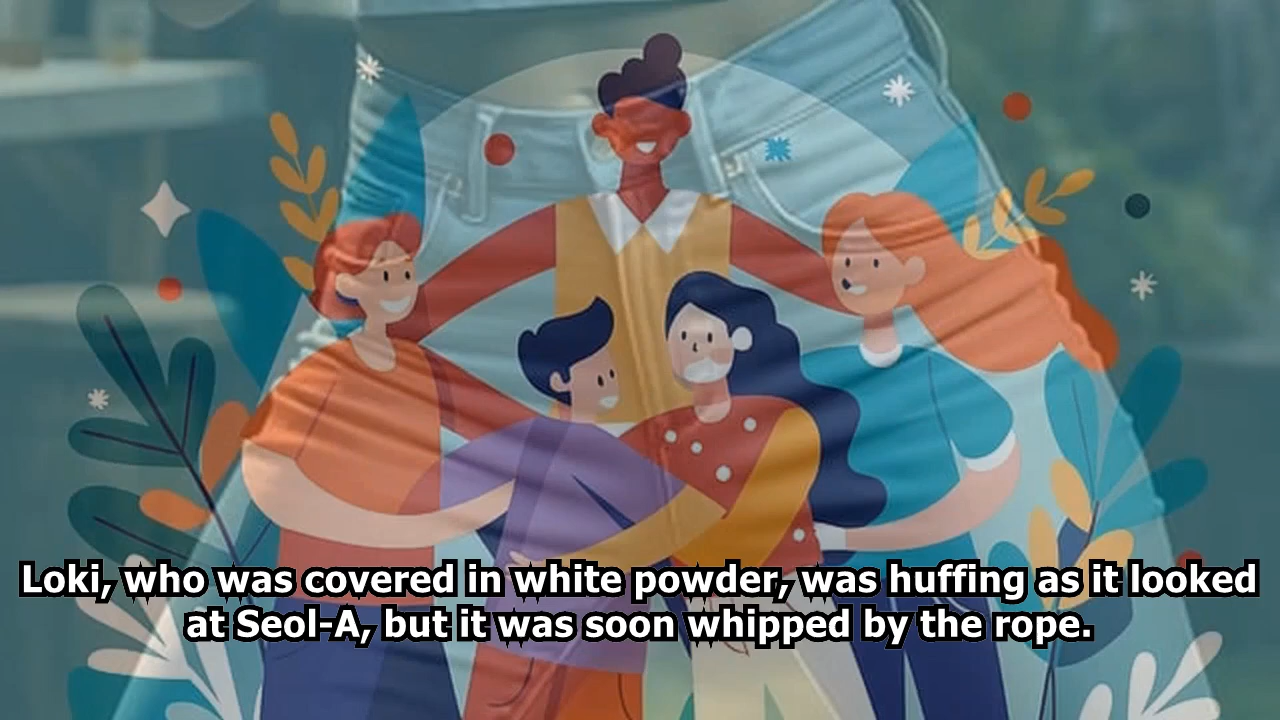 Loki, who was covered in white powder, was huffing as it looked
at Seol-A, but it was soon whipped by the rope.